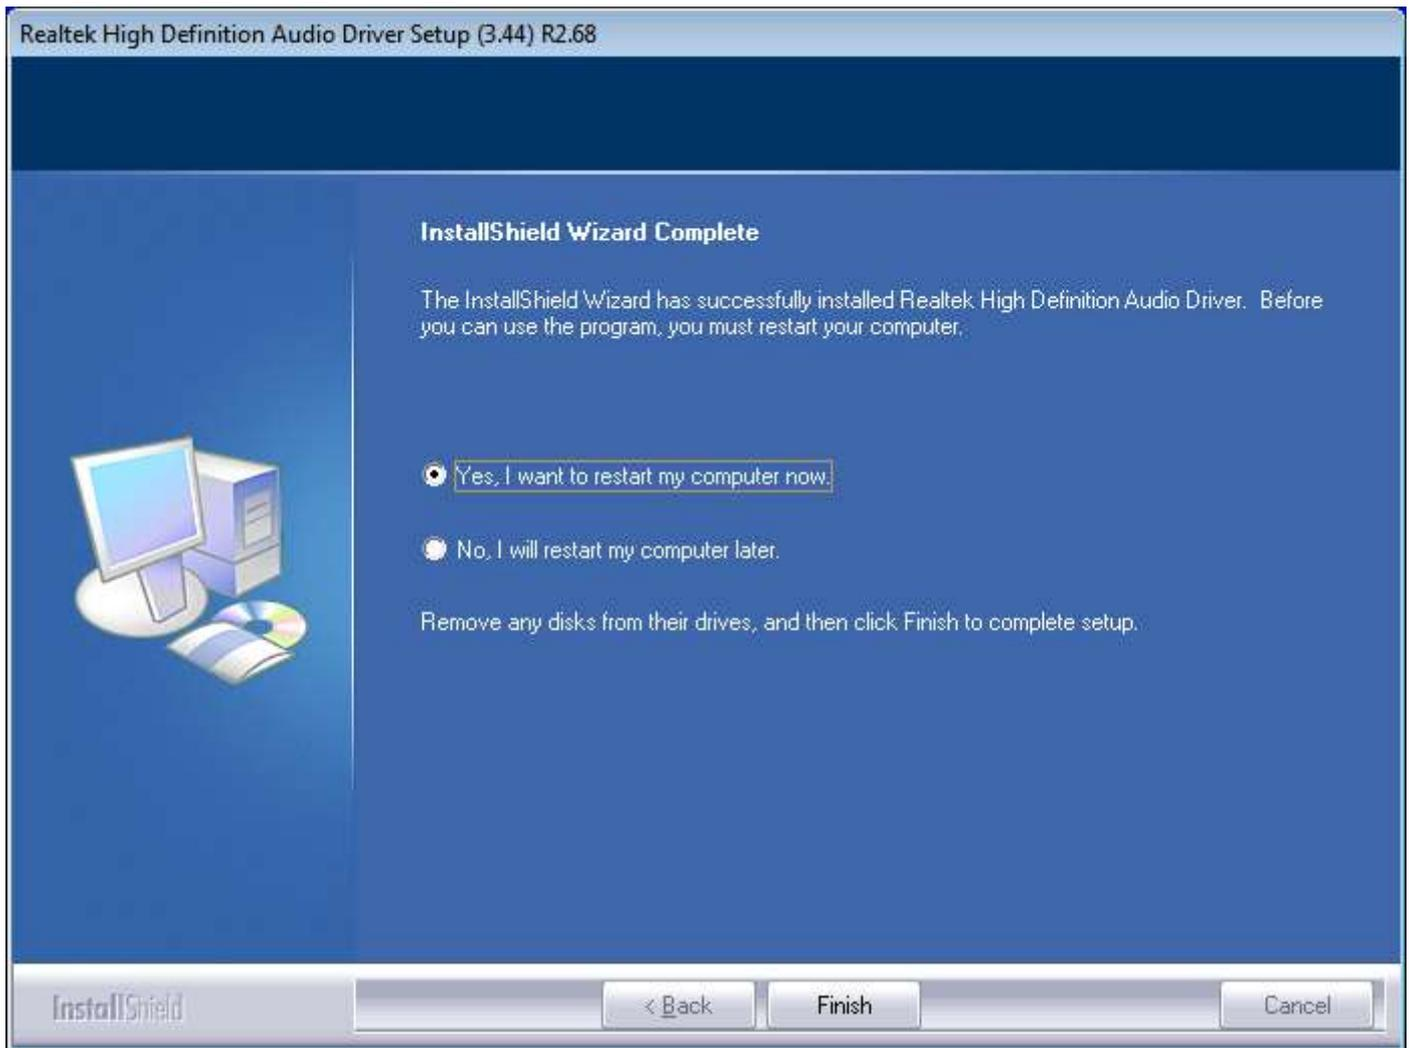 Realtek High Definition Audio Driver Setup (3.44) R2.68
InstallShield Wizard Complete
The InstallShield Wizard has successfully installed Realtek High Definition Audio Driver. Before
you can use the program, you must restart your computer.
Yes, I want to restart my computer now.
No, I will restart my computer later.
Remove any disks from their drives, and then click Finish to complete setup.
InstallShield
< Back
Finish
Cancel